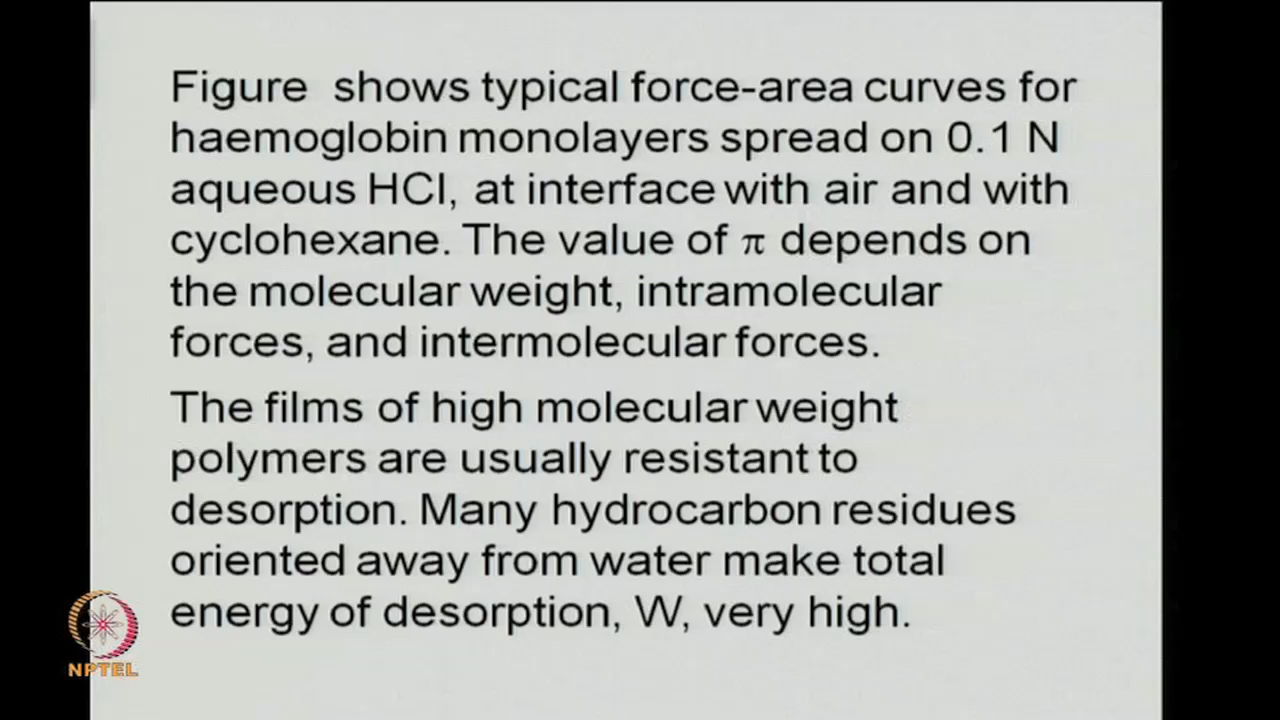 Figure shows typical force-area curves for
haemoglobin monolayers spread on 0.1 N
aqueous HCl, at interface with air and with
cyclohexane. The value of π depends on
the molecular weight, intramolecular
forces, and intermolecular forces.
The films of high molecular weight
polymers are usually resistant to
desorption. Many hydrocarbon residues
oriented away from water make total
energy of desorption, W, very high.
NPTEL